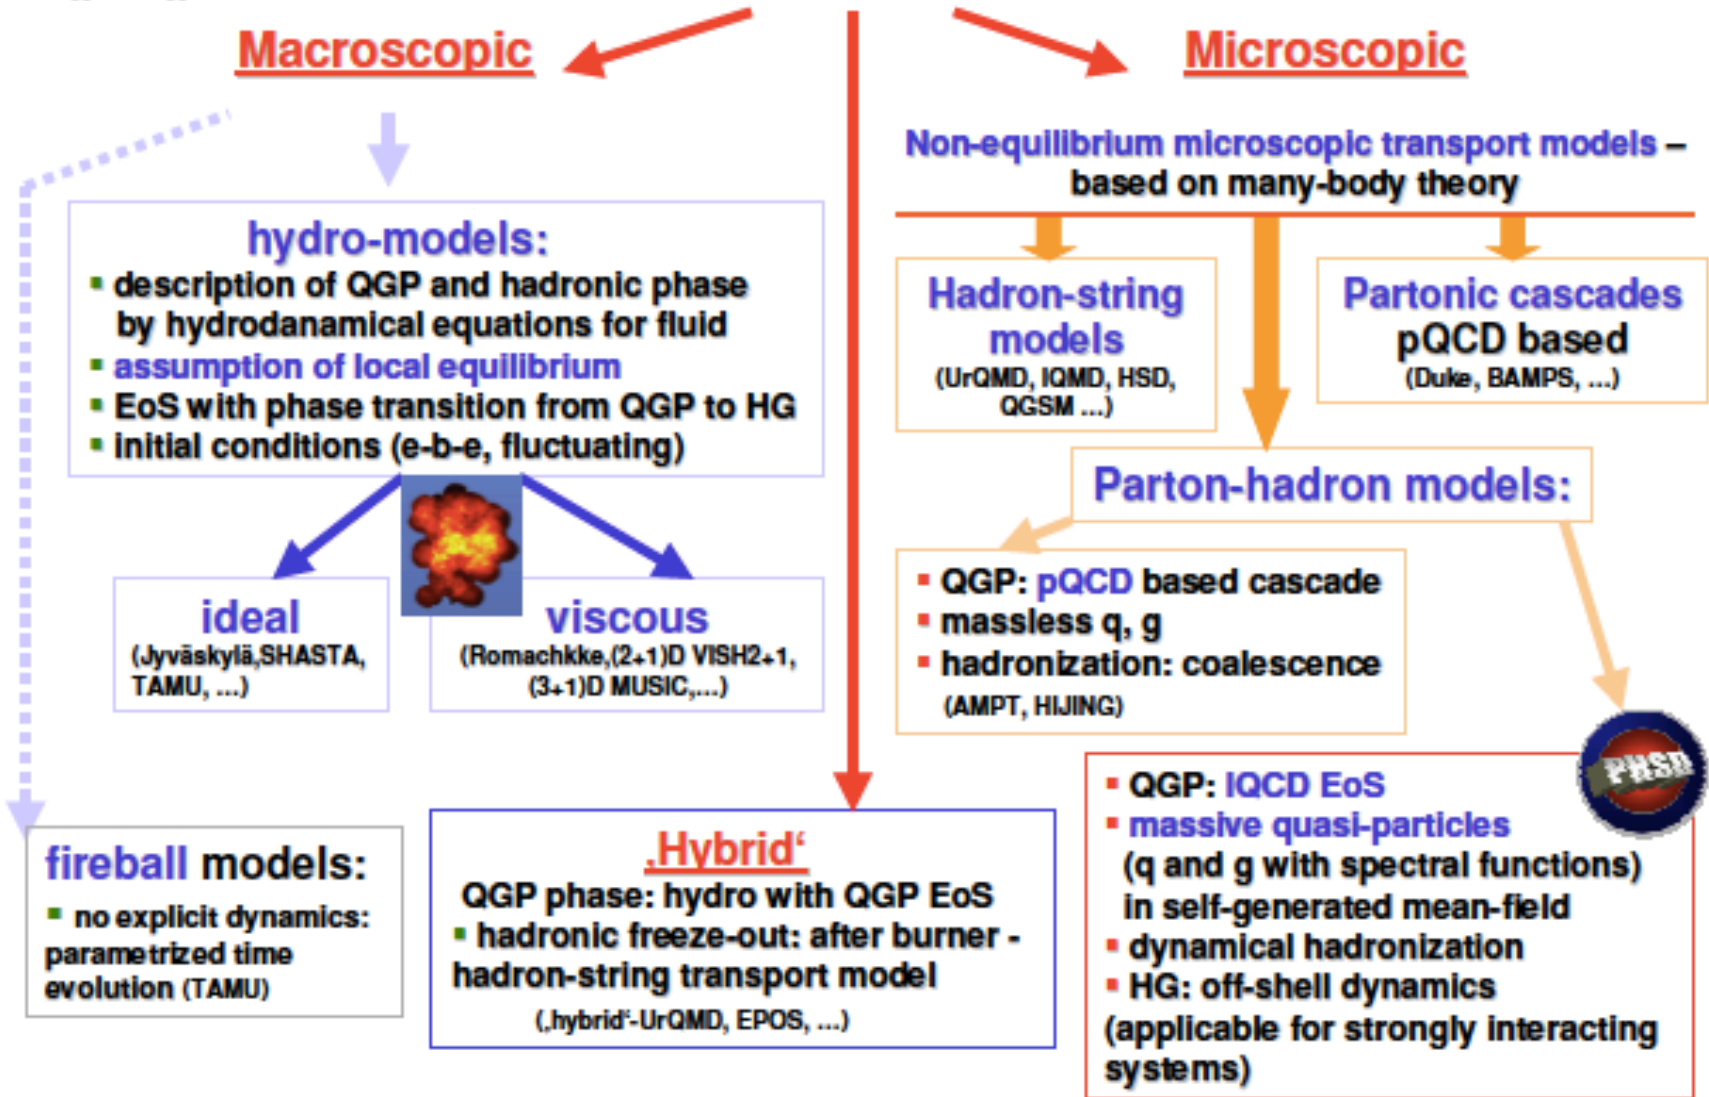 Macroscopic
Microscopic
Non-equilibrium microscopic transport models –
based on many-body theory
hydro-models:
▪ description of QGP and hadronic phase
by hydrodanamical equations for fluid
▪ assumption of local equilibrium
▪ EoS with phase transition from QGP to HG
▪ initial conditions (e-b-e, fluctuating)
Hadron-string
models
(UrQMD, IQMD, HSD,
QGSM ...)
Partonic cascades
pQCD based
(Duke, BAMPS, ...)
Parton-hadron models:
ideal
(Jyväskylä,SHASTA,
TAMU, ...)
viscous
(Romachkke,(2+1)D VISH2+1,
(3+1)D MUSIC,...)
▪ QGP: pQCD based cascade
▪ massless q, g
▪ hadronization: coalescence
(AMPT, HIJING)
PHSD
▪ QGP: lQCD EoS
▪ massive quasi-particles
(q and g with spectral functions)
in self-generated mean-field
▪ dynamical hadronization
▪ HG: off-shell dynamics
(applicable for strongly interacting
systems)
fireball models:
▪ no explicit dynamics:
parametrized time
evolution (TAMU)
‚Hybrid‘
QGP phase: hydro with QGP EoS
▪ hadronic freeze-out: after burner -
hadron-string transport model
(‚hybrid‘-UrQMD, EPOS, ...)